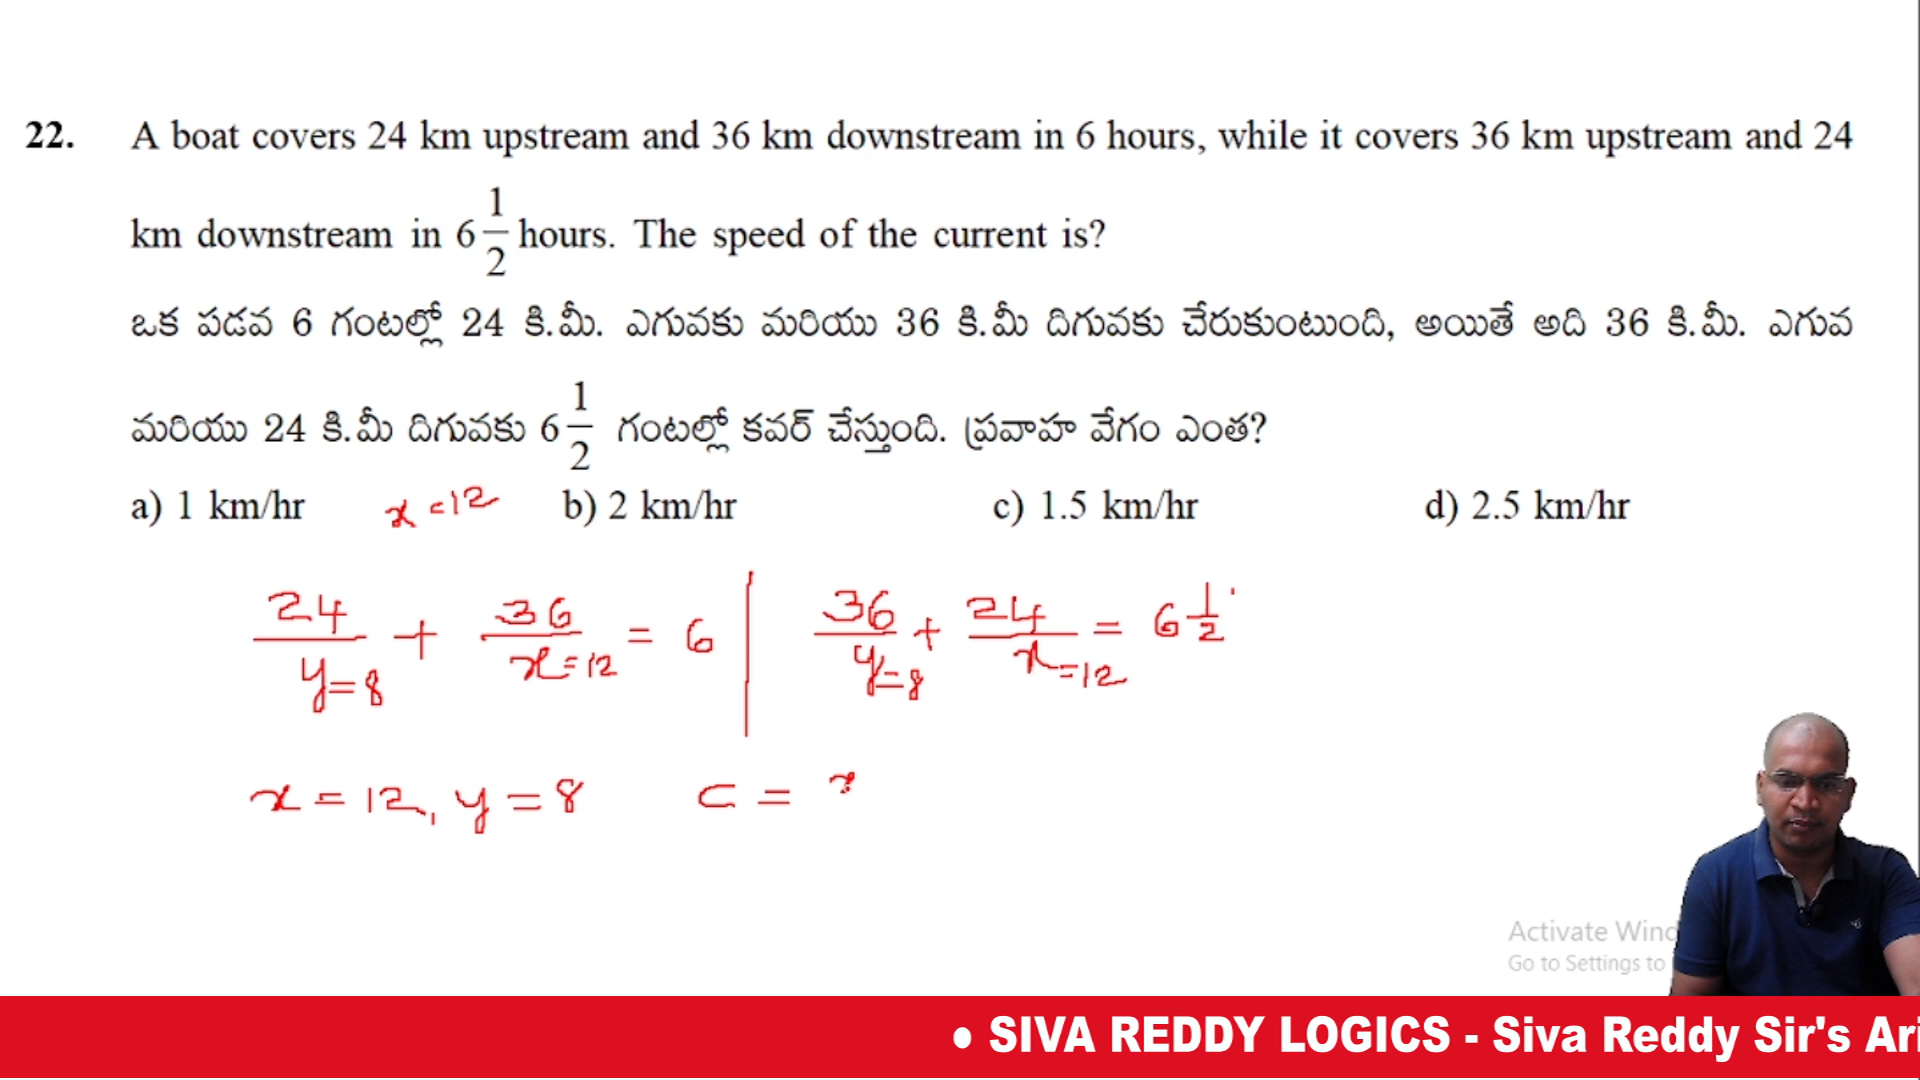 22. A boat covers 24 km upstream and 36 km downstream in 6 hours, while it covers 36 km upstream and 24
km downstream in 6 1/2 hours. The speed of the current is?
ఒక పడవ 6 గంటల్లో 24 కి.మీ. ఎగువకు మరియు 36 కి.మీ దిగువకు చేరుకుంటుంది, అయితే అది 36 కి.మీ. ఎగువ
మరియు 24 కి.మీ దిగువకు 6 1/2 గంటల్లో కవర్ చేస్తుంది. ప్రవాహ వేగం ఎంత?
a) 1 km/hr x=12 b) 2 km/hr c) 1.5 km/hr d) 2.5 km/hr
24/y=8 + 36/x=12 = 6 | 36/y=8 + 24/x=12 = 6 1/2
x=12, y=8 c =
Activate Wind
Go to Settings to
• SIVA REDDY LOGICS - Siva Reddy Sir's Ari